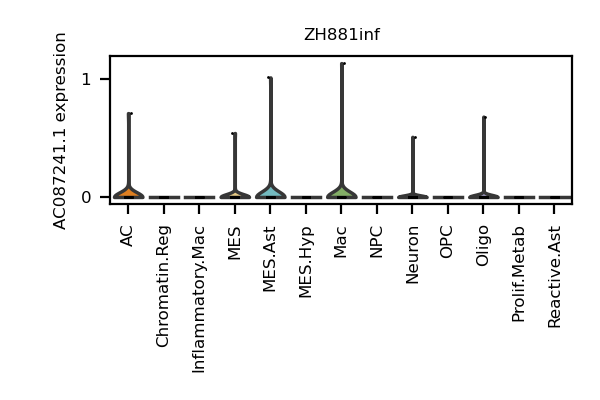 ZH881inf
AC087241.1 expression
1
0
AC
Chromatin.Reg
Inflammatory.Mac
MES
MES.Ast
MES.Hyp
Mac
NPC
Neuron
OPC
Oligo
Prolif.Metab
Reactive.Ast